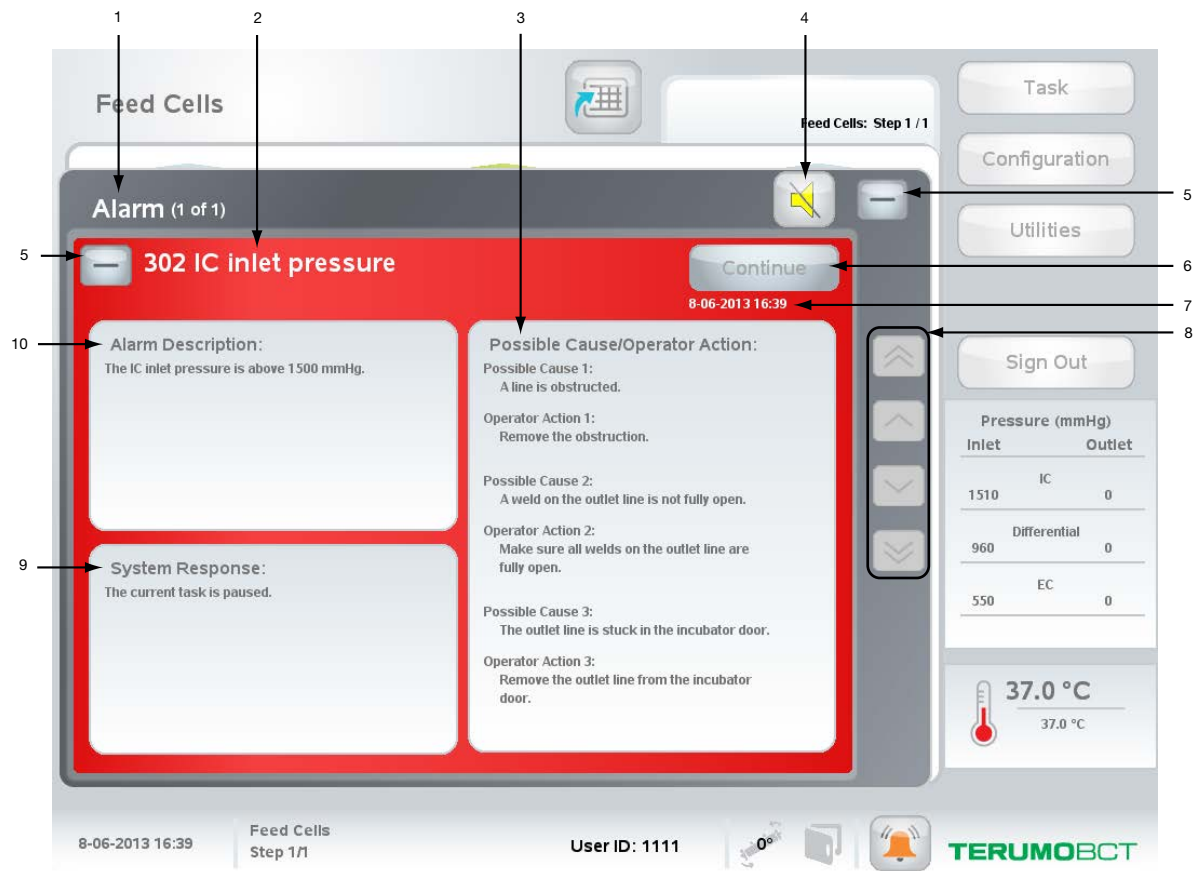 1
2
3
4
Feed Cells
Feed Cells: Step 1 / 1
Task
Configuration
Utilities
Alarm (1 of 1)
5
5
302 IC inlet pressure
Continue
6
8-06-2013 16:39
7
8
10
Alarm Description:
The IC inlet pressure is above 1500 mmHg.
9
System Response:
The current task is paused.
Possible Cause/Operator Action:
Possible Cause 1:
A line is obstructed.
Operator Action 1:
Remove the obstruction.
Possible Cause 2:
A weld on the outlet line is not fully open.
Operator Action 2:
Make sure all welds on the outlet line are
fully open.
Possible Cause 3:
The outlet line is stuck in the incubator door.
Operator Action 3:
Remove the outlet line from the incubator
door.
Sign Out
Pressure (mmHg)
Inlet Outlet
IC
1510 0
Differential
960 0
EC
550 0
37.0 °C
37.0 °C
8-06-2013 16:39
Feed Cells
Step 1/1
User ID: 1111
0°
TERUMOBCT